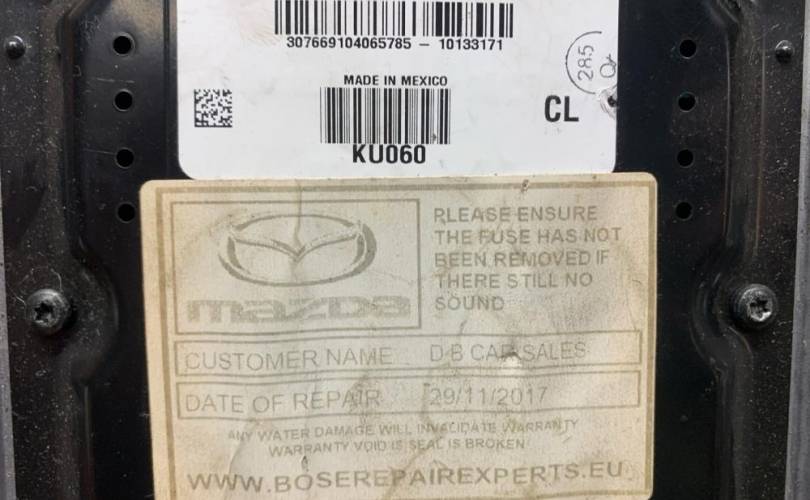 307669104065785 – 10133171
285
MADE IN MEXICO
CL
KU060
PLEASE ENSURE
THE FUSE HAS NOT
BEEN REMOVED IF
THERE STILL NO
SOUND
mazda
CUSTOMER NAME D B CAR SALES
DATE OF REPAIR 29/11/2017
ANY WATER DAMAGE WILL INVALIDATE WARRANTY
WARRANTY VOID IS SEAL IS BROKEN
WWW.BOSEREPAIREXPERTS.EU